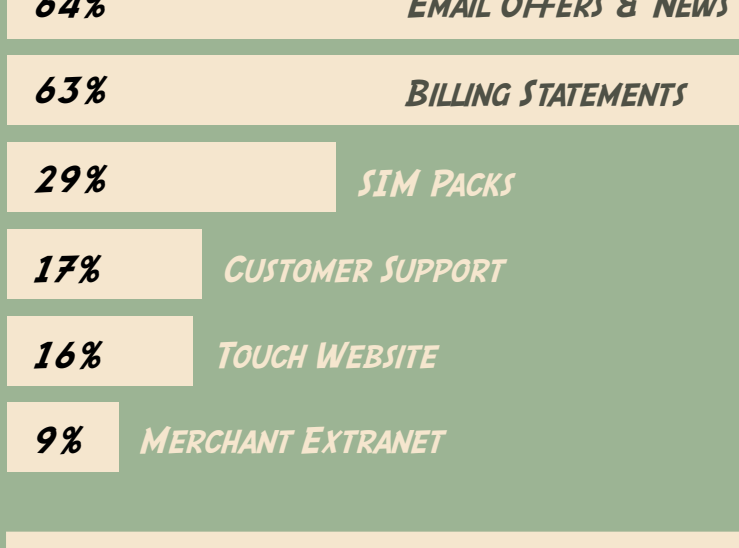 64% Email Offers & News
63% Billing Statements
29% SIM Packs
17% Customer Support
16% Touch Website
9% Merchant Extranet